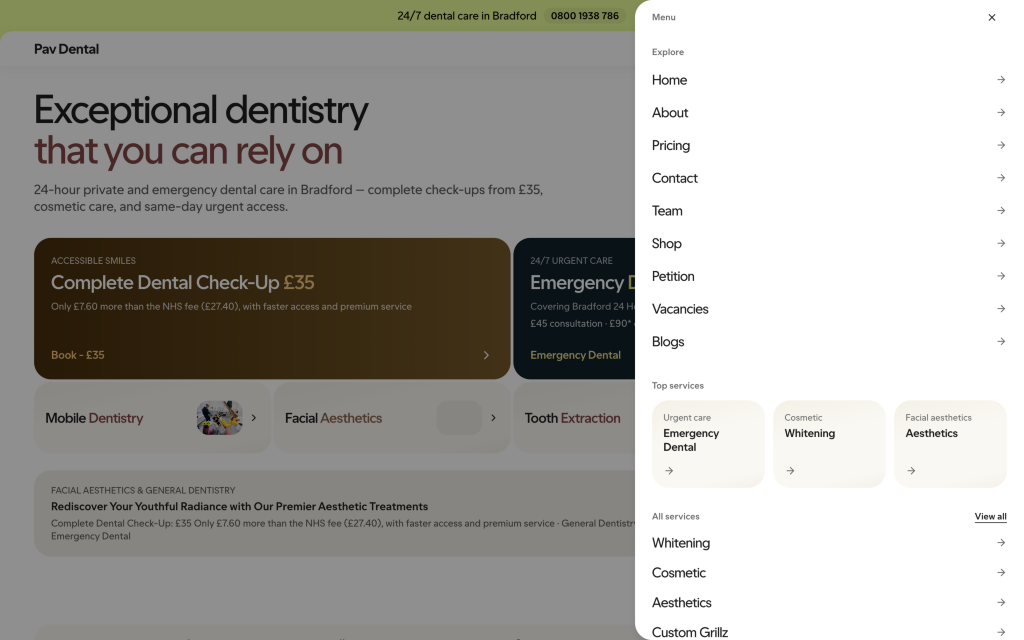 24/7 dental care in Bradford 0800 1938 786
Pav Dental
Exceptional dentistry
that you can rely on
24-hour private and emergency dental care in Bradford — complete check-ups from £35,
cosmetic care, and same-day urgent access.
ACCESSIBLE SMILES
Complete Dental Check-Up £35
Only £7.60 more than the NHS fee (£27.40), with faster access and premium service
Book - £35
24/7 URGENT CARE
Emergency
Covering Bradford 24
£45 consultation · £90*
Emergency Dental
Mobile Dentistry
Facial Aesthetics
Tooth Extraction
FACIAL AESTHETICS & GENERAL DENTISTRY
Rediscover Your Youthful Radiance with Our Premier Aesthetic Treatments
Complete Dental Check-Up: £35 Only £7.60 more than the NHS fee (£27.40), with faster access and premium service · General Dentistry
Emergency Dental
Menu
Explore
Home
About
Pricing
Contact
Team
Shop
Petition
Vacancies
Blogs
Top services
Urgent care
Emergency
Dental
Cosmetic
Whitening
Facial aesthetics
Aesthetics
All services View all
Whitening
Cosmetic
Aesthetics
Custom Grillz